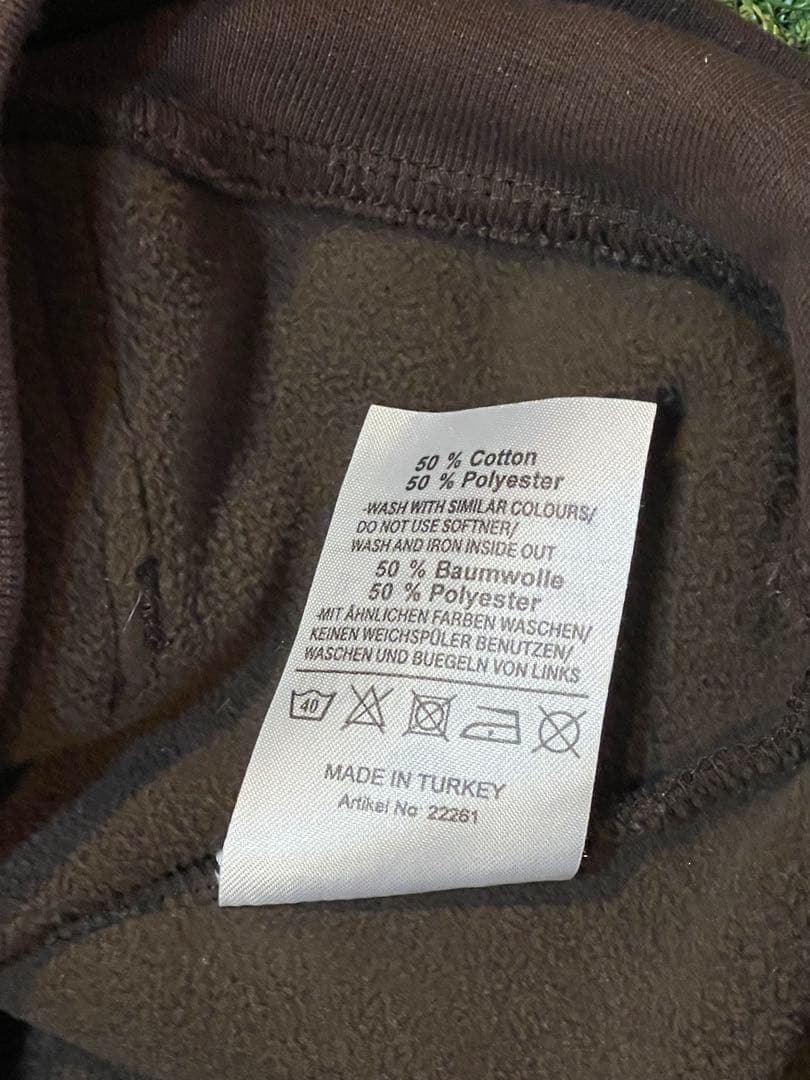 50 % Cotton
50 % Polyester
-WASH WITH SIMILAR COLOURS/
DO NOT USE SOFTNER/
WASH AND IRON INSIDE OUT
50 % Baumwolle
50 % Polyester
-MIT ÄHNLICHEN FARBEN WASCHEN/
KEINEN WEICHSPÜLER BENUTZEN/
WASCHEN UND BUEGELN VON LINKS
40
MADE IN TURKEY
Artikel No 22261